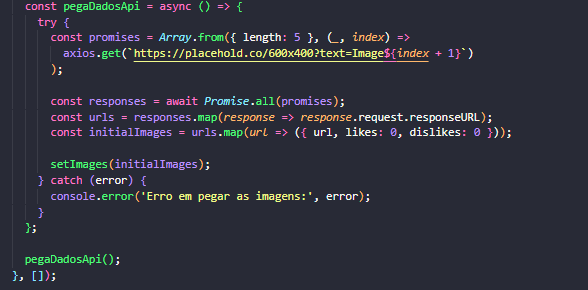 const pegaDadosApi = async () => {
try {
const promises = Array.from({ length: 5 }, (_, index) =>
axios.get(`https://placehold.co/600x400?text=Image${index + 1}`)
);
const responses = await Promise.all(promises);
const urls = responses.map(response => response.request.responseURL);
const initialImages = urls.map(url => ({ url, likes: 0, dislikes: 0 }));
setImages(initialImages);
} catch (error) {
console.error('Erro em pegar as imagens:', error);
}
};
pegaDadosApi();
}, []);